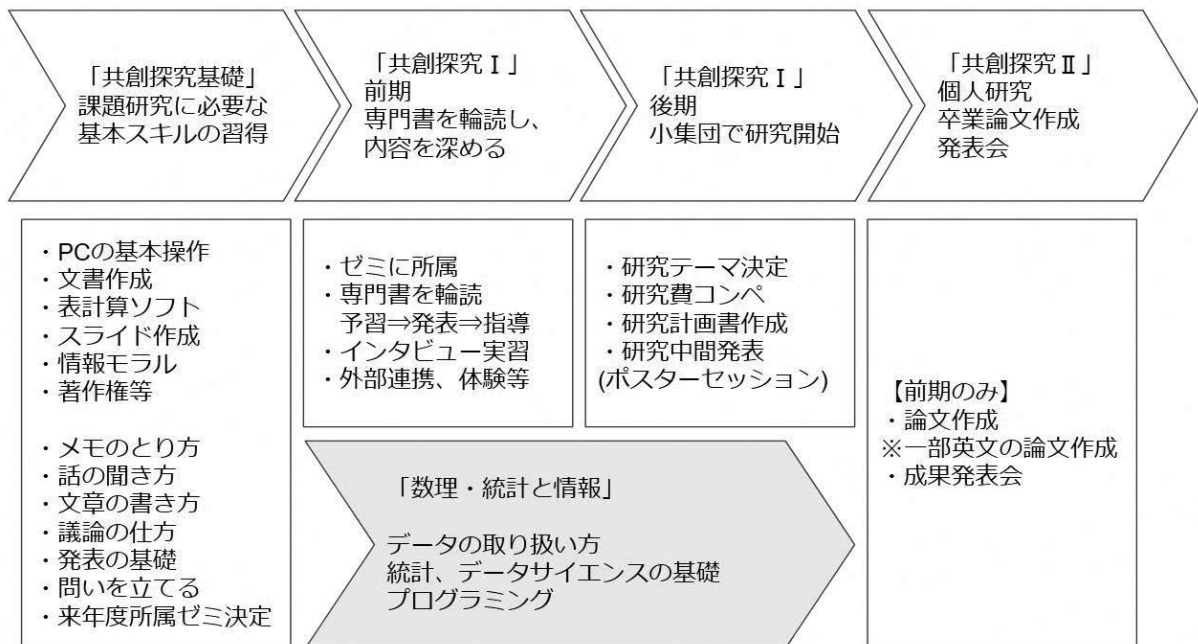 「共創探究基礎」
課題研究に必要な
基本スキルの習得
「共創探究Ⅰ」
前期
専門書を輪読し、
内容を深める
「共創探究Ⅰ」
後期
小集団で研究開始
「共創探究Ⅱ」
個人研究
卒業論文作成
発表会
・PCの基本操作
・文書作成
・表計算ソフト
・スライド作成
・情報モラル
・著作権等
・メモのとり方
・話の聞き方
・文章の書き方
・議論の仕方
・発表の基礎
・問いを立てる
・来年度所属ゼミ決定
・ゼミに所属
・専門書を輪読
予習⇒発表⇒指導
・インタビュー実習
・外部連携、体験等
・研究テーマ決定
・研究費コンペ
・研究計画書作成
・研究中間発表
(ポスターセッション)
「数理・統計と情報」
データの取り扱い方
統計、データサイエンスの基礎
プログラミング
【前期のみ】
・論文作成
※一部英文の論文作成
・成果発表会